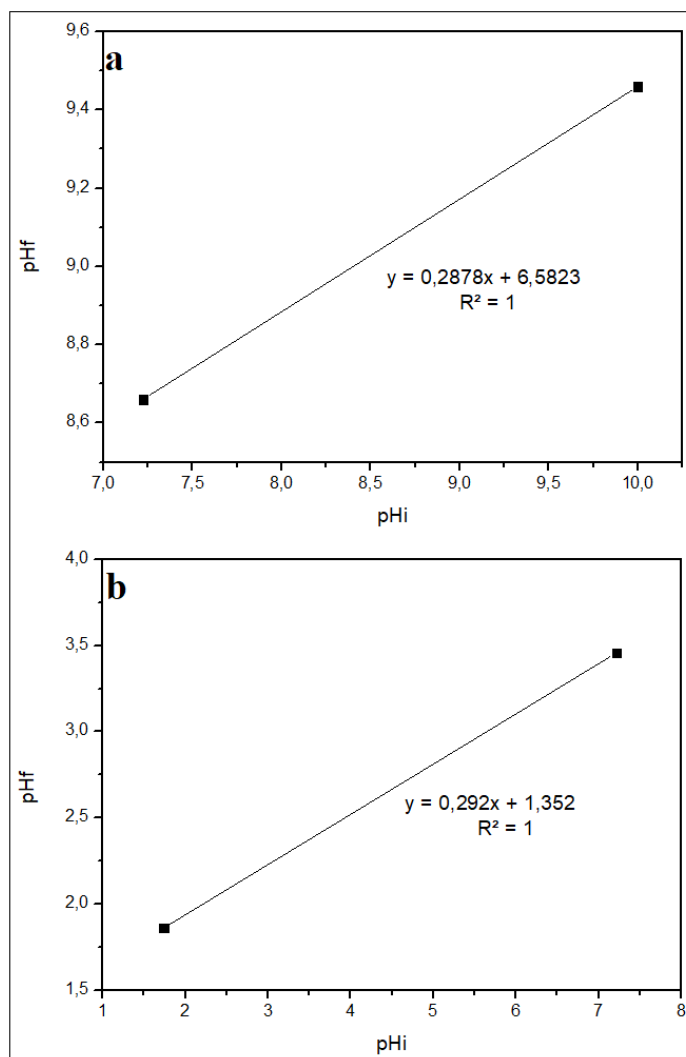 a
9,6
9,4
9,2
9,0
8,8
8,6
pHf
y = 0,2878x + 6,5823
R² = 1
7,0 7,5 8,0 8,5 9,0 9,5 10,0
pHi
b
4,0
3,5
3,0
2,5
2,0
1,5
pHf
y = 0,292x + 1,352
R² = 1
1 2 3 4 5 6 7 8
pHi